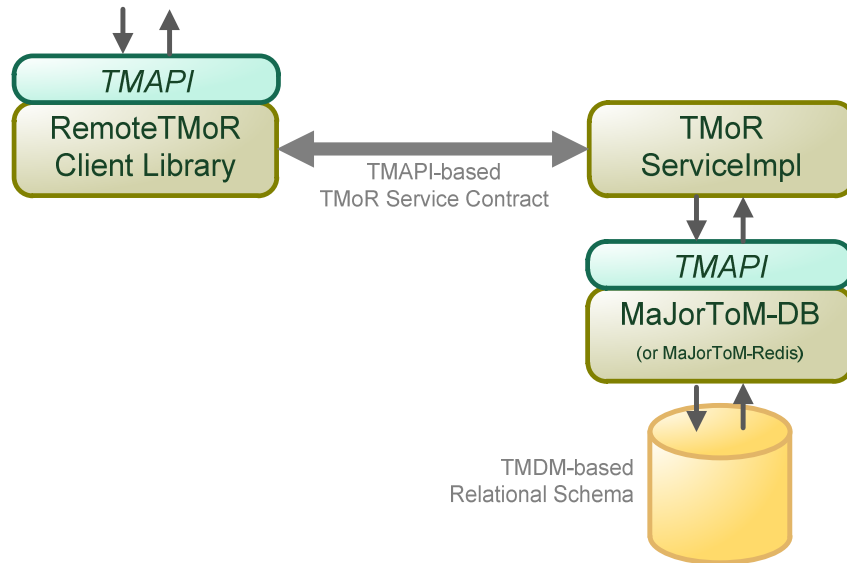 TMAPI
RemoteTMoR
Client Library
TMAPI-based
TMoR Service Contract
TMoR
ServiceImpl
TMAPI
MaJorToM-DB
(or MaJorToM-Redis)
TMDM-based
Relational Schema